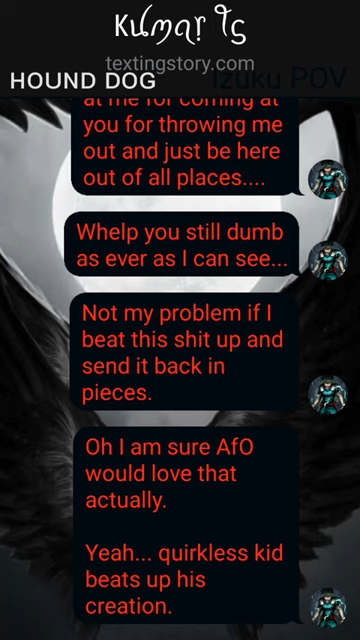 Kumar Ts
textingstory.com
HOUND DOG
Izuku POV
at me for coming at
you for throwing me
out and just be here
out of all places....
Whelp you still dumb
as ever as I can see...
Not my problem if I
beat this shit up and
send it back in
pieces.
Oh I am sure AfO
would love that
actually.
Yeah... quirkless kid
beats up his
creation.